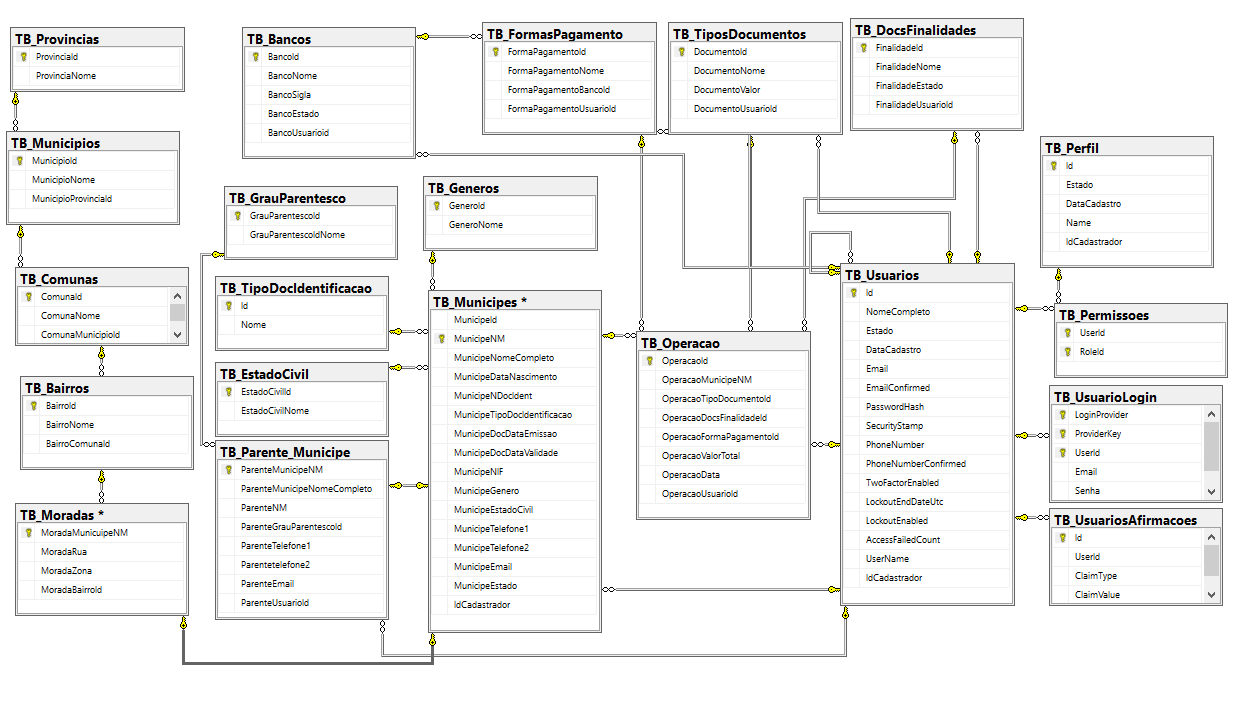 TB_Provincias
ProvinciaId
ProvinciaNome
TB_Municipios
MunicipioId
MunicipioNome
MunicipioProvinciaId
TB_Comunas
ComunaId
ComunaNome
ComunaMunicipioId
TB_Bairros
BairroId
BairroNome
BairroComunaId
TB_Moradas *
MoradaMunicuipeNM
MoradaRua
MoradaZona
MoradaBairroId
TB_Bancos
BancoId
BancoNome
BancoSigla
BancoEstado
BancoUsuarioid
TB_GrauParentesco
GrauParentescoId
GrauParentescoIdNome
TB_TipoDocIdentificacao
Id
Nome
TB_EstadoCivil
EstadoCivilId
EstadoCivilNome
TB_Parente_Municipe
ParenteMunicipeNM
ParenteMunicipeNomeCompleto
ParenteNM
ParenteGrauParentescoId
ParenteTelefone1
Parentetelefone2
ParenteEmail
ParenteUsuarioId
TB_FormasPagamento
FormaPagamentoId
FormaPagamentoNome
FormaPagamentoBancoId
FormaPagamentoUsuarioId
TB_Generos
GeneroId
GeneroNome
TB_Municipes *
MunicipeId
MunicipeNM
MunicipeNomeCompleto
MunicipeDataNascimento
MunicipeNDocIdent
MunicipeTipoDocIdentificacao
MunicipeDocDataEmissao
MunicipeDocDataValidade
MunicipeNIF
MunicipeGenero
MunicipeEstadoCivil
MunicipeTelefone1
MunicipeTelefone2
MunicipeEmail
MunicipeEstado
IdCadastrador
TB_TiposDocumentos
DocumentoId
DocumentoNome
DocumentoValor
DocumentoUsuarioId
TB_Operacao
OperacaoId
OperacaoMunicipeNM
OperacaoTipoDocumentoId
OperacaoDocsFinalidadeId
OperacaoFormaPagamentoId
OperacaoValorTotal
OperacaoData
OperacaoUsuarioId
TB_DocsFinalidades
FinalidadeId
FinalidadeNome
FinalidadeEstado
FinalidadeUsuarioId
TB_Usuarios
Id
NomeCompleto
Estado
DataCadastro
Email
EmailConfirmed
PasswordHash
SecurityStamp
PhoneNumber
PhoneNumberConfirmed
TwoFactorEnabled
LockoutEndDateUtc
LockoutEnabled
AccessFailedCount
UserName
IdCadastrador
TB_Perfil
Id
Estado
DataCadastro
Name
IdCadastrador
TB_Permissoes
UserId
RoleId
TB_UsuarioLogin
LoginProvider
ProviderKey
UserId
Email
Senha
TB_UsuariosAfirmacoes
Id
UserId
ClaimType
ClaimValue